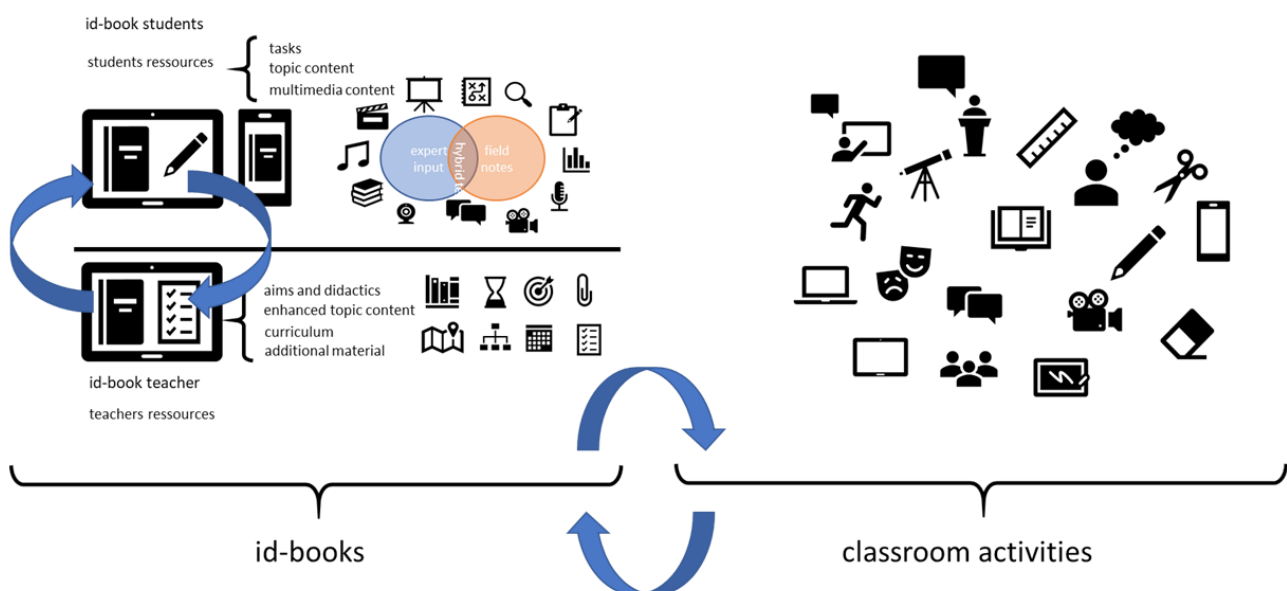 id-book students
students ressources
tasks
topic content
multimedia content
expert
input
hybrid te
field
notes
aims and didactics
enhanced topic content
curriculum
additional material
id-book teacher
teachers ressources
id-books
classroom activities